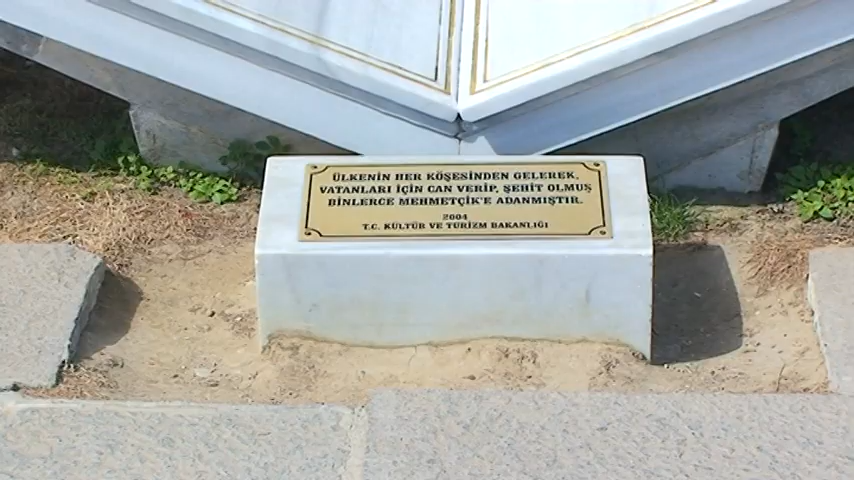 ÜLKENİN HER KÖŞESİNDEN GELEREK,
VATANLARI İÇİN CAN VERİP, ŞEHİT OLMUŞ
BİNLERCE MEHMETÇİK'E ADANMIŞTIR.
2004
T.C. KÜLTÜR VE TURİZM BAKANLIĞI